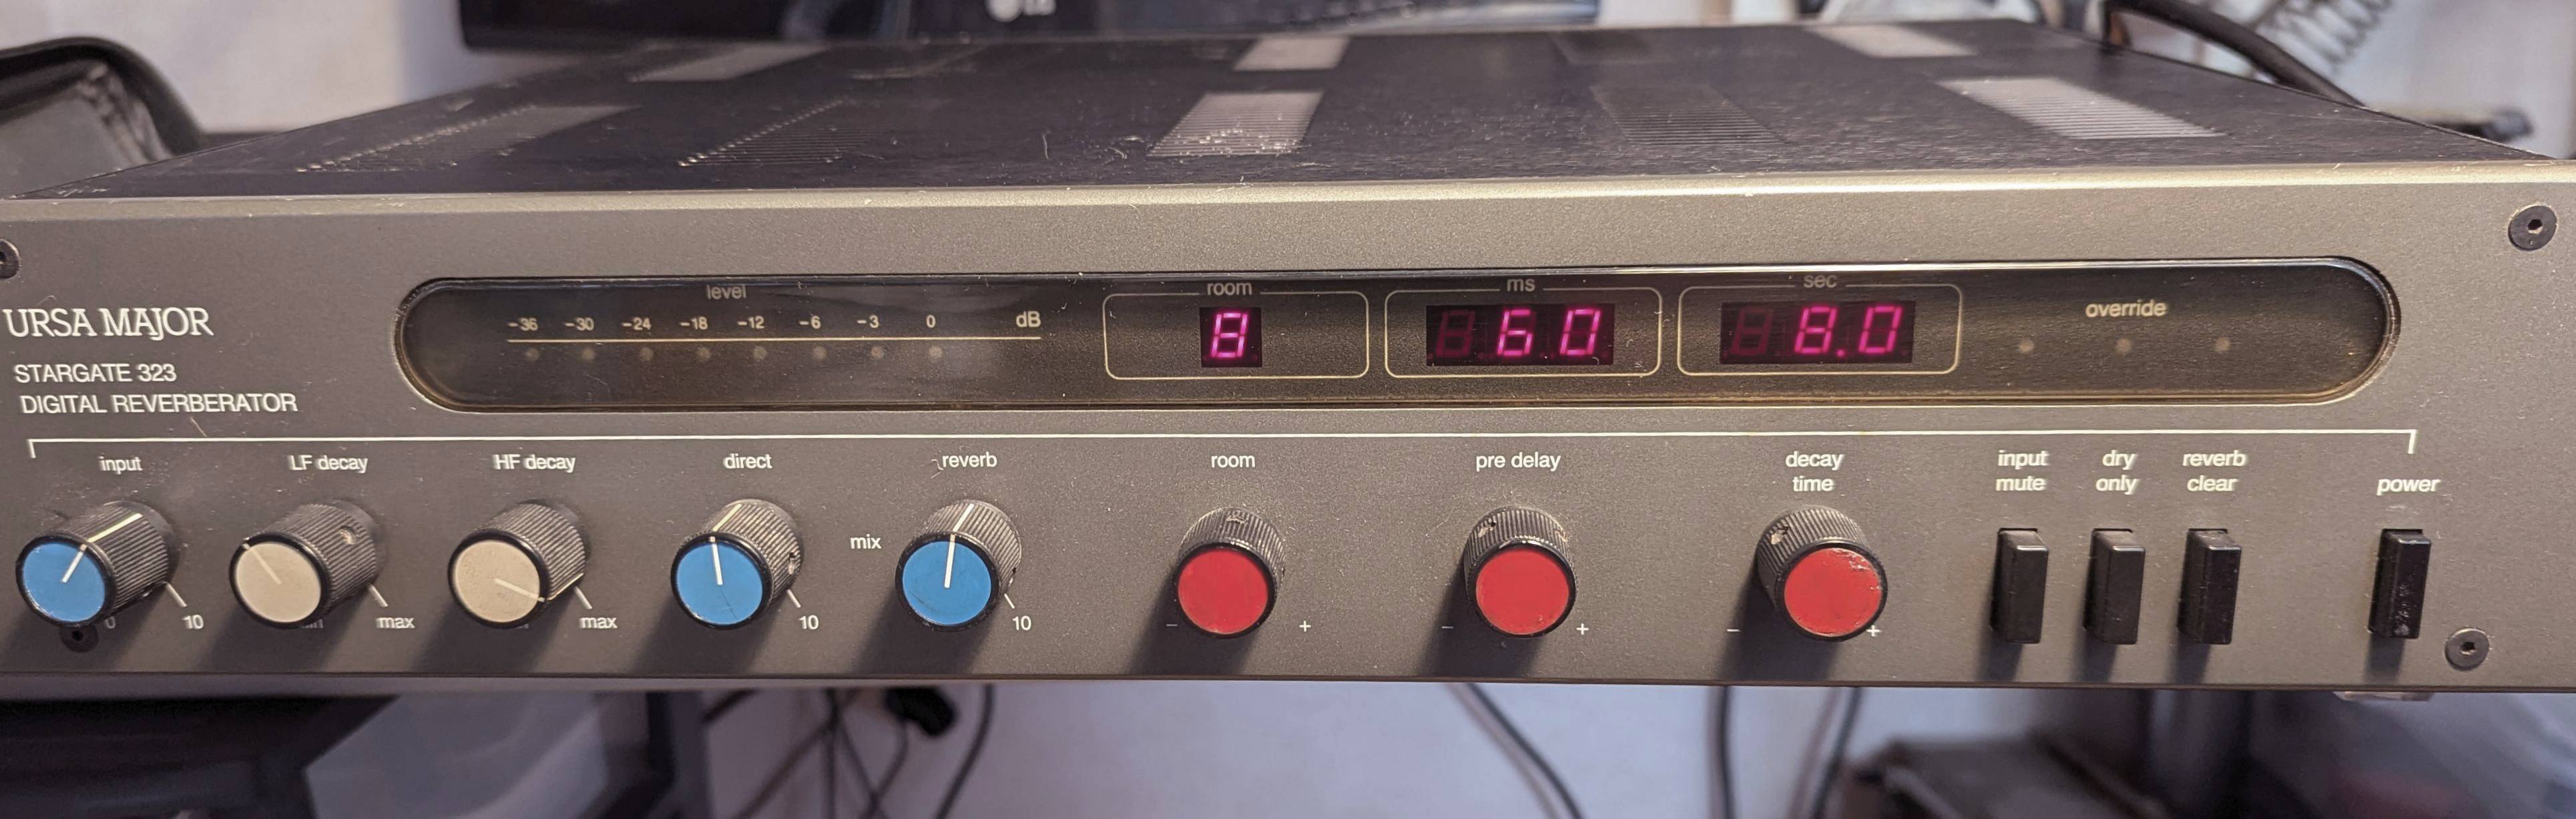 LG
level
-36 -30 -24 -18 -12 -6 -3 0 dB
room
8
ms
60
sec
8.0
override
URSA MAJOR
STARGATE 323
DIGITAL REVERBERATOR
input
LF decay
HF decay
direct
reverb
room
pre delay
decay
time
input
mute
dry
only
reverb
clear
power
mix
0 10
max
max
10
10
- +
- +
- +